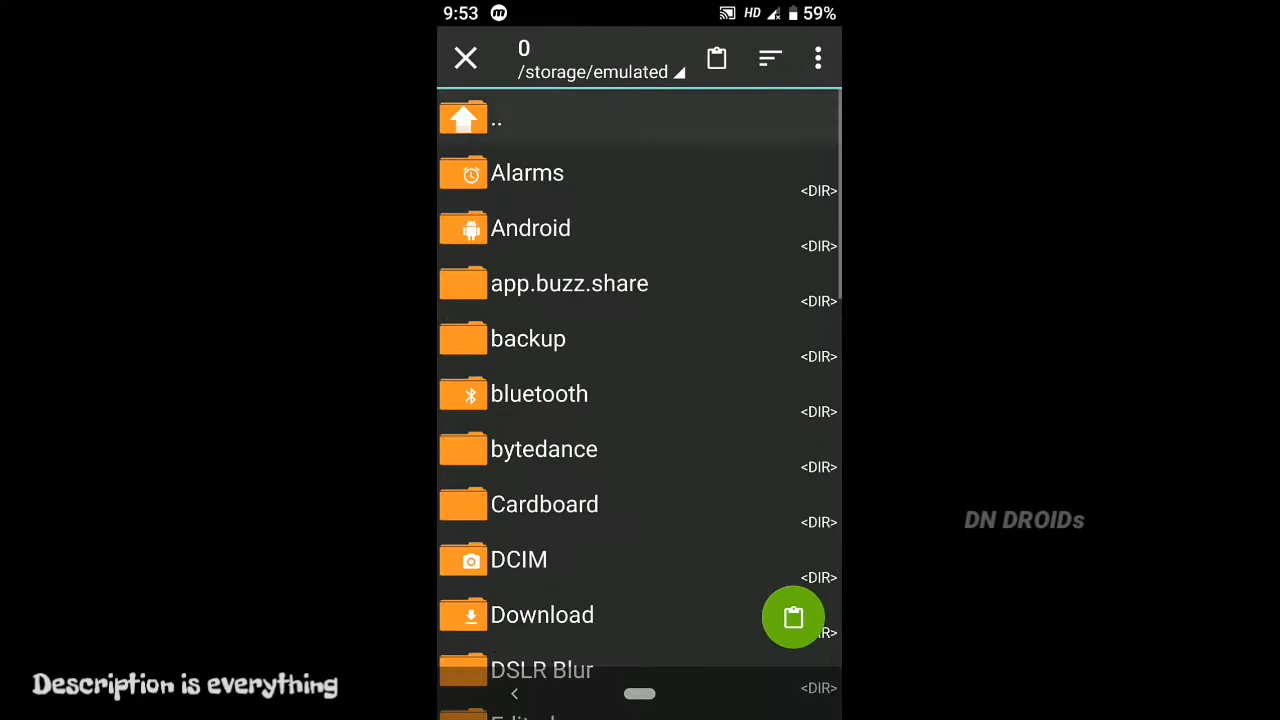 9:53
HD
59%
0
/storage/emulated
..
Alarms
<DIR>
Android
<DIR>
app.buzz.share
<DIR>
backup
<DIR>
bluetooth
<DIR>
bytedance
<DIR>
Cardboard
<DIR>
DCIM
<DIR>
Download
DSLR Blur
<DIR>
DN DROIDs
Description is everything